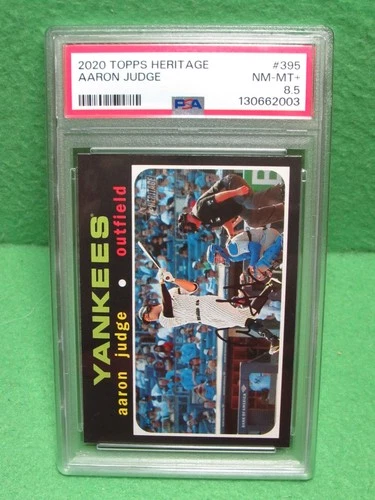 2020 TOPPS HERITAGE #395
AARON JUDGE NM-MT+
8.5
PSA 130662003
YANKEES
aaron judge • outfield